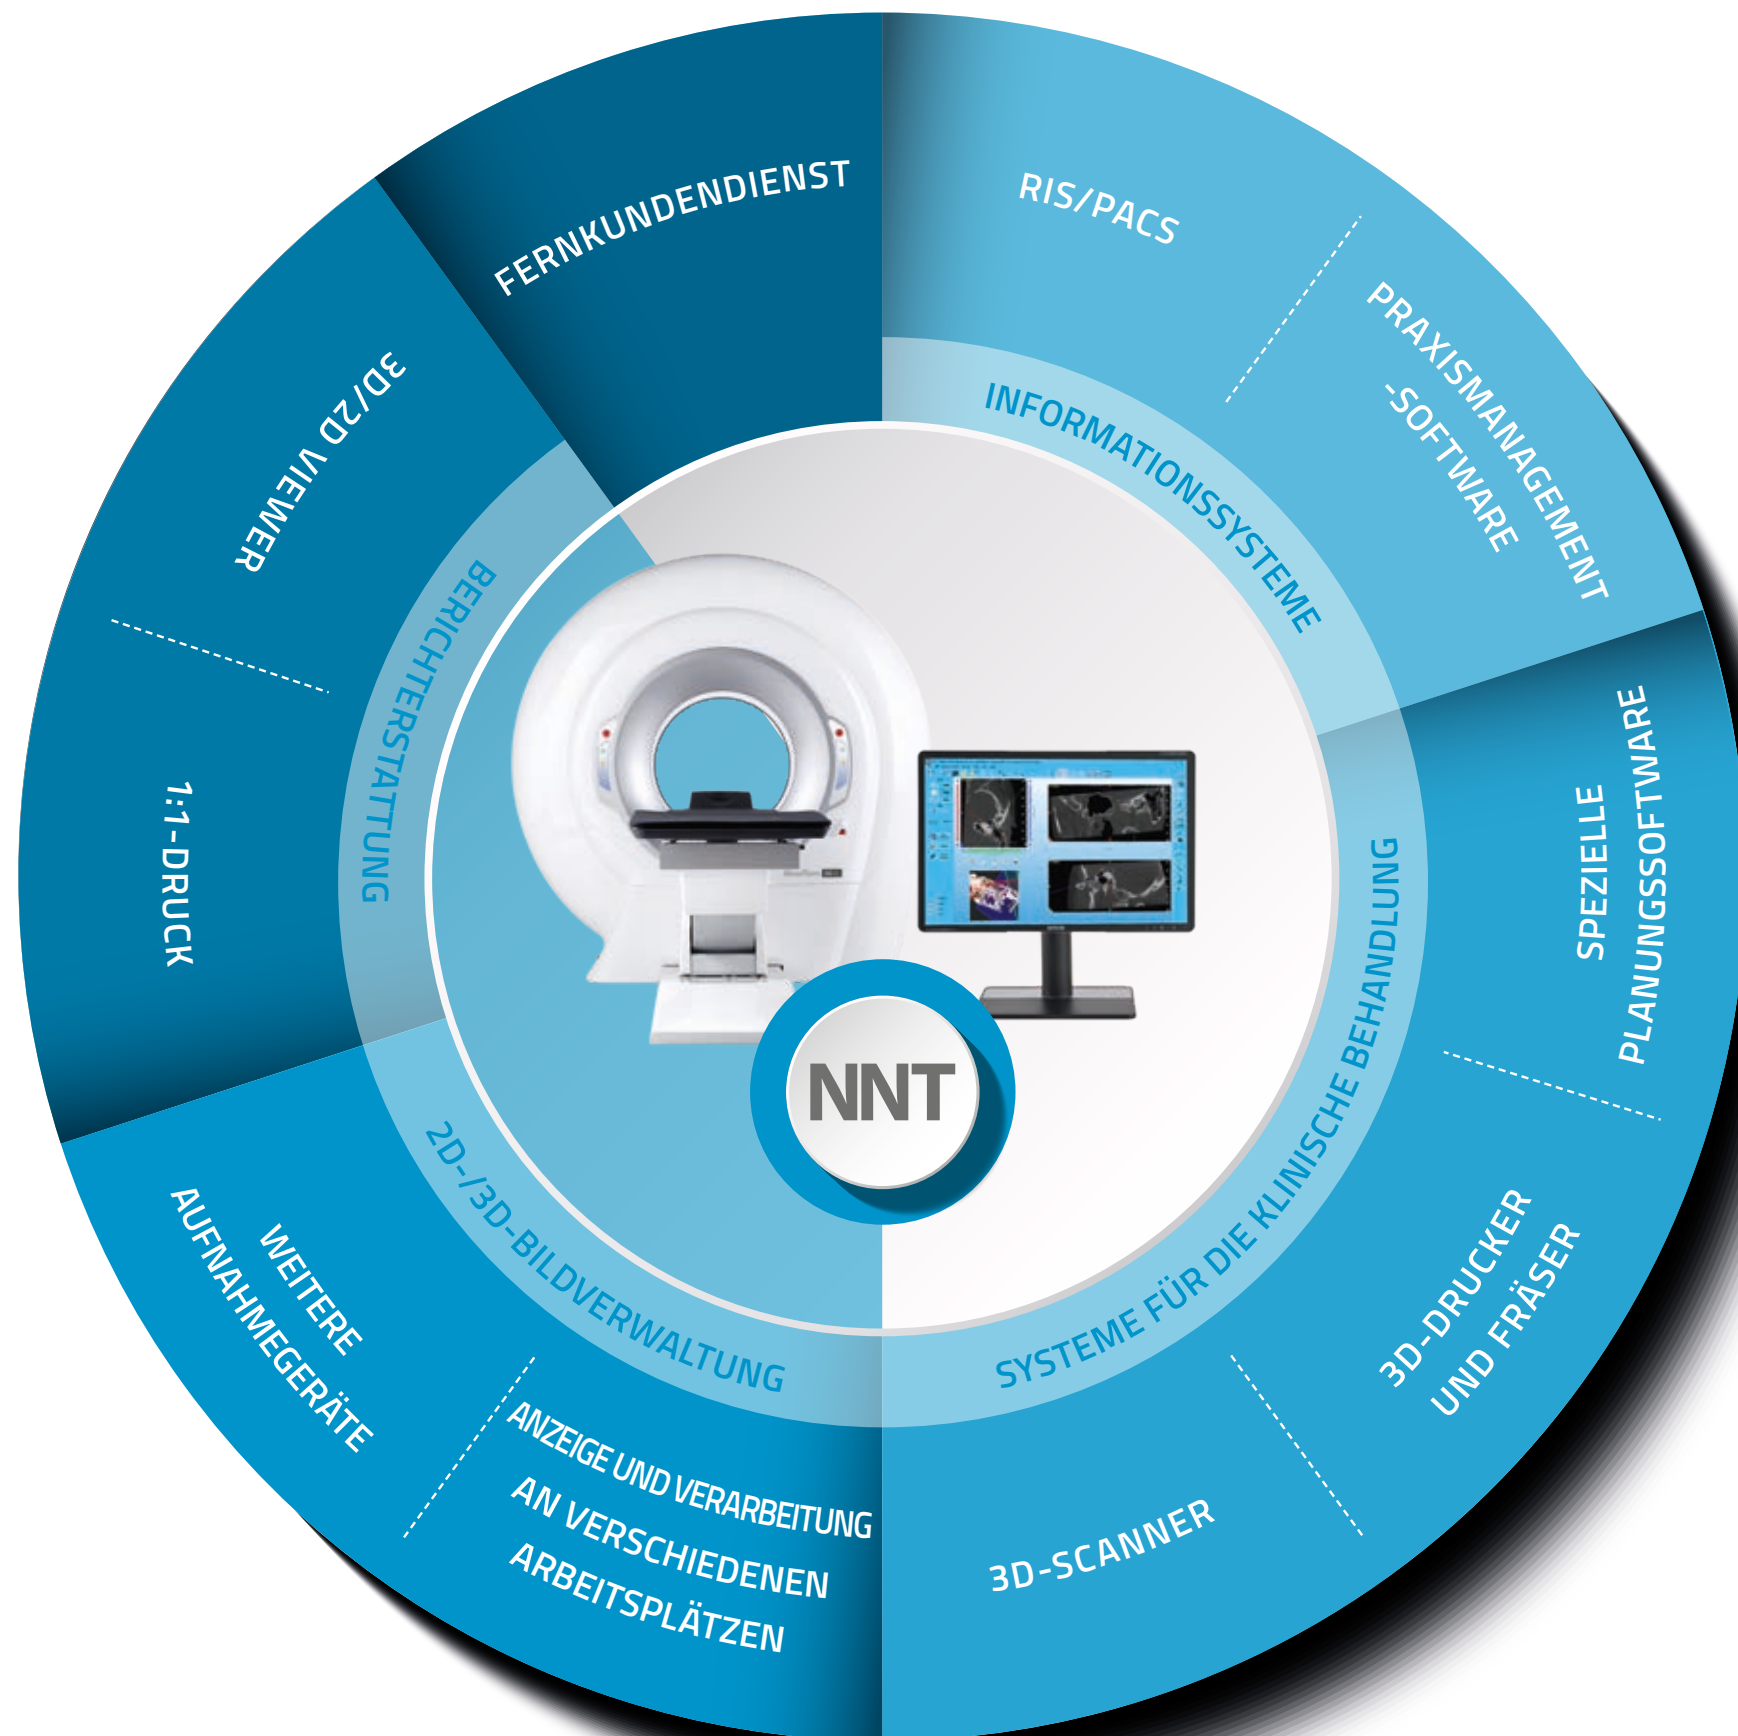 FERNKUNDENDIENST
RIS/PACS
PRAXISMANAGEMENT
-SOFTWARE
INFORMATIONSSYSTEME
SPEZIELLE
PLANUNGSSOFTWARE
3D-DRUCKER
UND FRÄSER
3D-SCANNER
SYSTEME FÜR DIE KLINISCHE BEHANDLUNG
ANZEIGE UND VERARBEITUNG
AN VERSCHIEDENEN
ARBEITSPLÄTZEN
WEITERE
AUFNAHMEGERÄTE
2D-/3D-BILDVERWALTUNG
1:1-DRUCK
3D/2D VIEWER
BERICHTERSTATTUNG
NNT